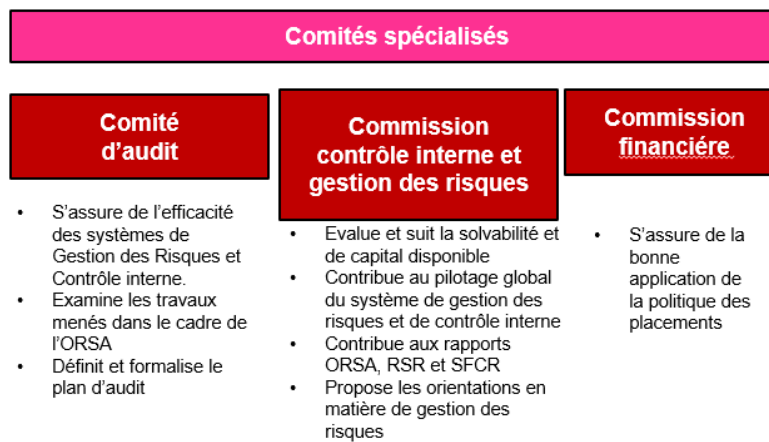 Comités spécialisés
Comité
d'audit
• S'assure de l'efficacité
des systèmes de
Gestion des Risques et
Contrôle interne.
• Examine les travaux
menés dans le cadre de
l'ORSA
• Définit et formalise le
plan d'audit
Commission
contrôle interne et
gestion des risques
• Evalue et suit la solvabilité et
de capital disponible
• Contribue au pilotage global
du système de gestion des
risques et de contrôle interne
• Contribue aux rapports
ORSA, RSR et SFCR
• Propose les orientations en
matière de gestion des
risques
Commission
financiére
• S'assure de la
bonne
application de
la politique des
placements